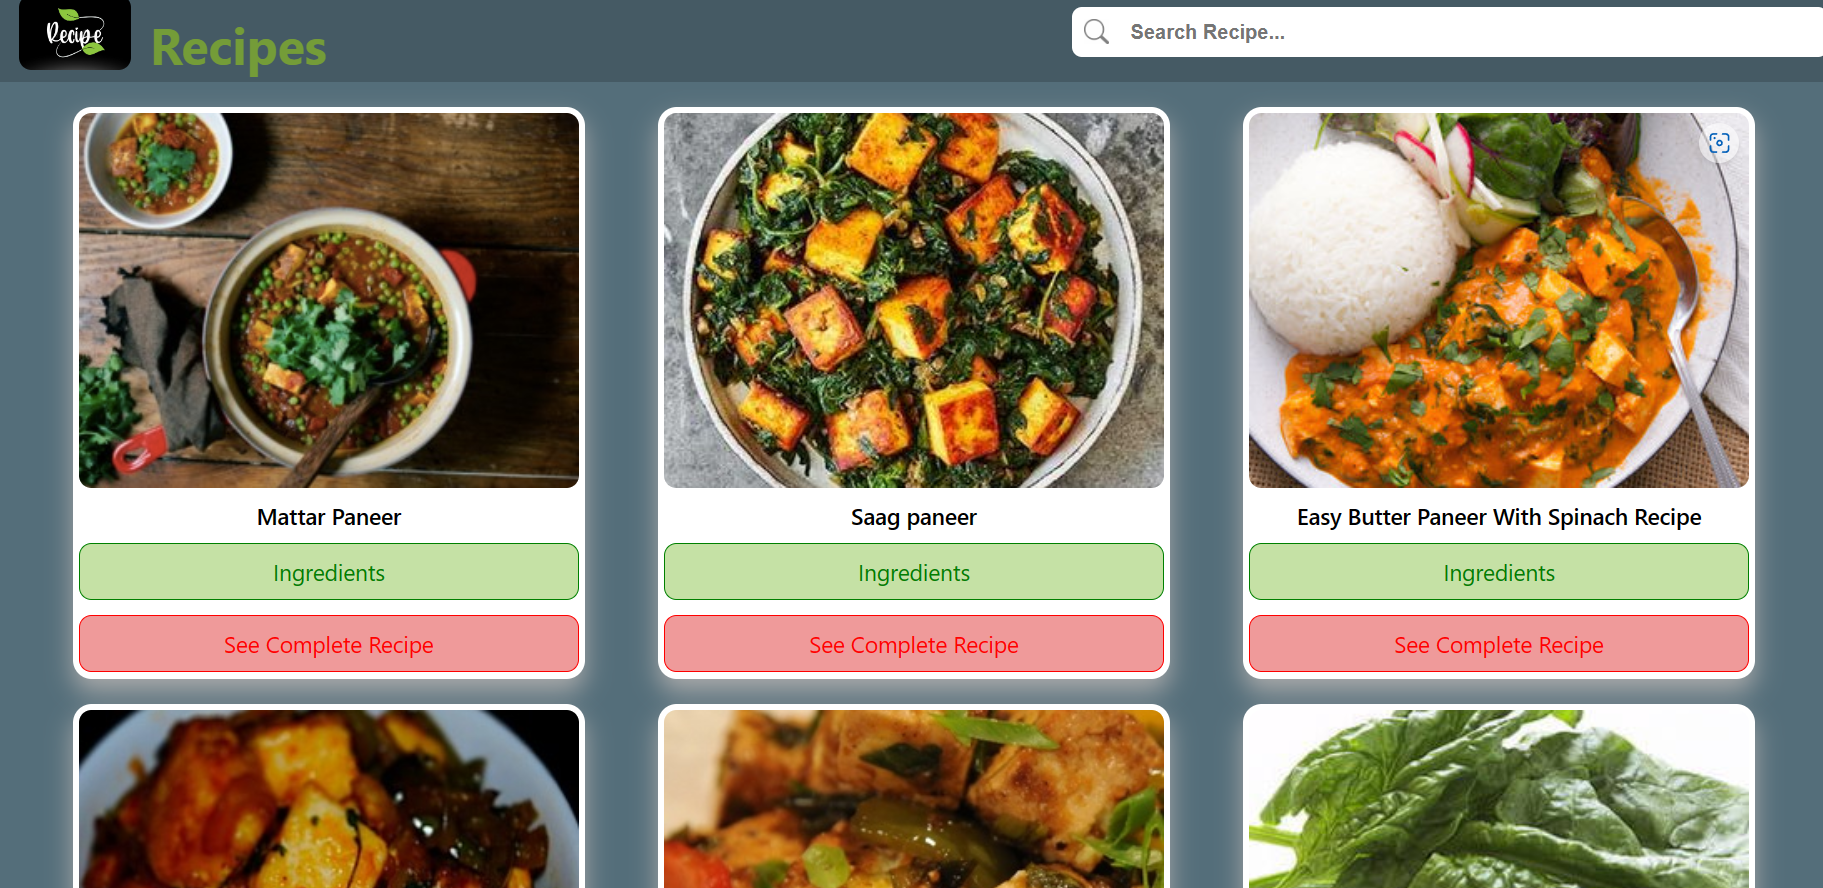 Recipe
Recipes
Search Recipe...
Mattar Paneer
Saag paneer
Easy Butter Paneer With Spinach Recipe
Ingredients
Ingredients
Ingredients
See Complete Recipe
See Complete Recipe
See Complete Recipe